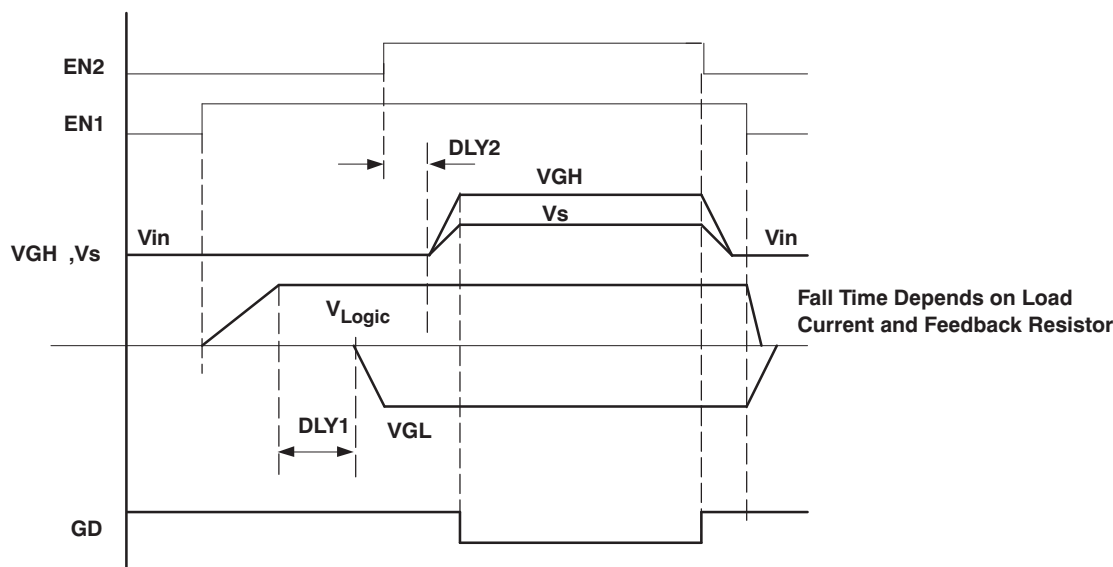 EN2
EN1
DLY2
VGH
Vs
Vin
Vin
VGH ,Vs
Fall Time Depends on Load
Current and Feedback Resistor
VLogic
DLY1
VGL
GD